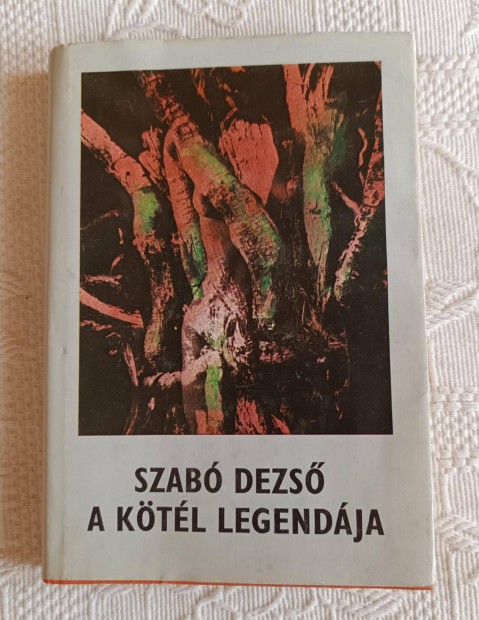 SZABÓ DEZSŐ
A KÖTÉL LEGENDÁJA